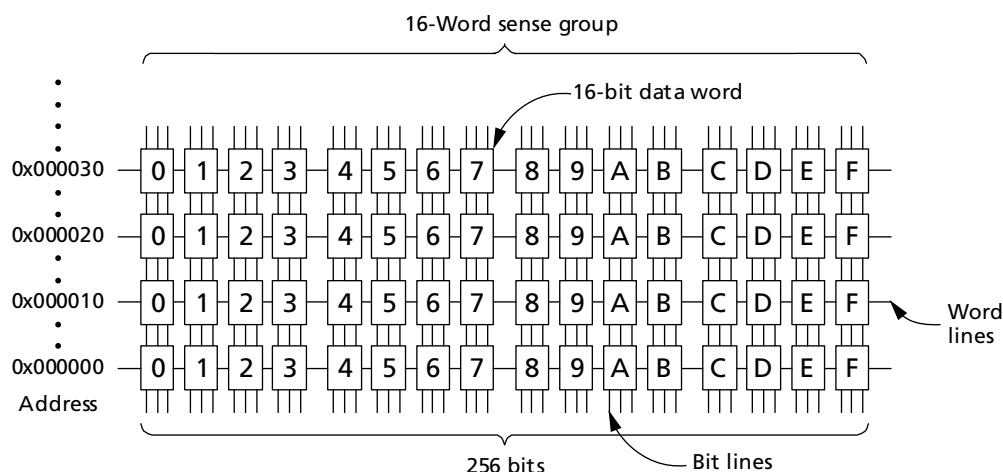 16-Word sense group
16-bit data word
0x000030 0 1 2 3 4 5 6 7 8 9 A B C D E F
0x000020 0 1 2 3 4 5 6 7 8 9 A B C D E F
0x000010 0 1 2 3 4 5 6 7 8 9 A B C D E F
Word
lines
0x000000 0 1 2 3 4 5 6 7 8 9 A B C D E F
Address
256 bits
Bit lines